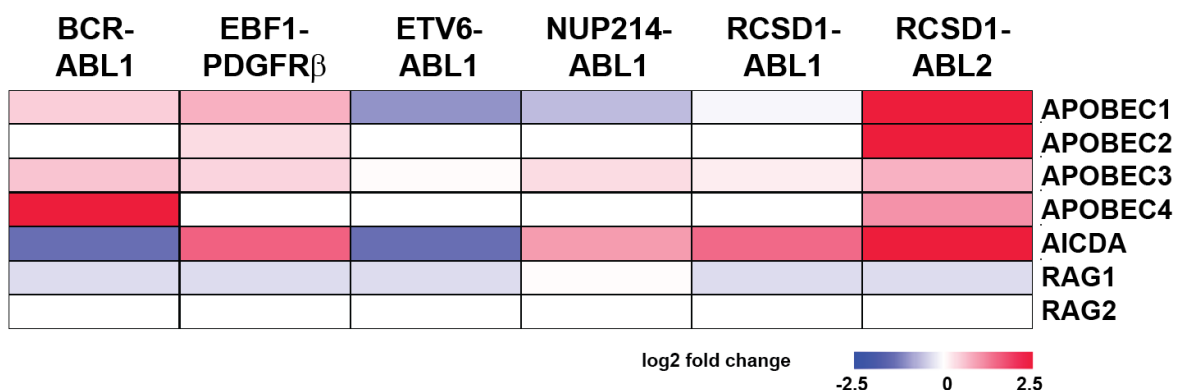 BCR- EBF1- ETV6- NUP214- RCSD1- RCSD1-
ABL1 PDGFRβ ABL1 ABL1 ABL1 ABL2
APOBEC1
APOBEC2
APOBEC3
APOBEC4
AICDA
RAG1
RAG2
log2 fold change
-2.5 0 2.5